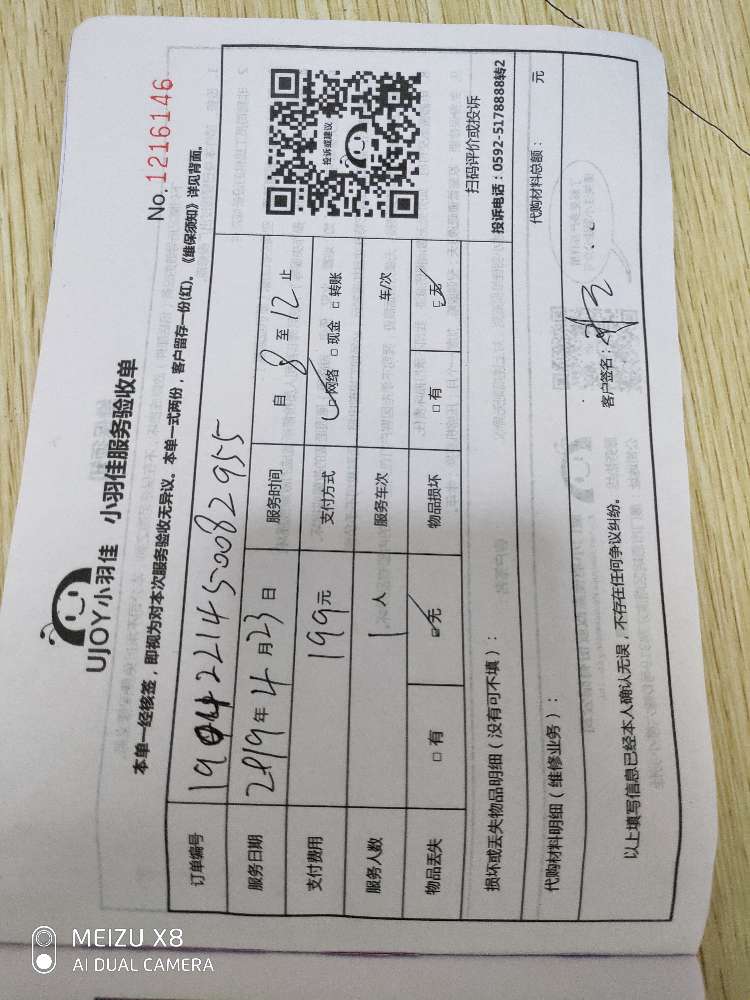 UJOY小羽佳 小羽佳服务验收单
No.1216146
本单一经核签，即视为对本次服务验收无异议。本单一式两份，客户留存一份(红)。《维保须知》详见背面。
订单编号 1904221450082955
服务日期 2019年4月23日 服务时间 自8至12止
支付费用 199元 支付方式 □网络 □现金 □转账
服务人数 1人 服务车次 车/次
物品丢失 □有 □无 物品损坏 □有 □无
投诉或建议
扫码评价或投诉
投诉电话：0592-5178888转2
损坏或丢失物品明细（没有可不填）：
代购材料明细（维修业务）： 代购材料总额： 元
以上填写信息已经本人确认无误，不存在任何争议纠纷。 客户签名：
MEIZU X8
AI DUAL CAMERA